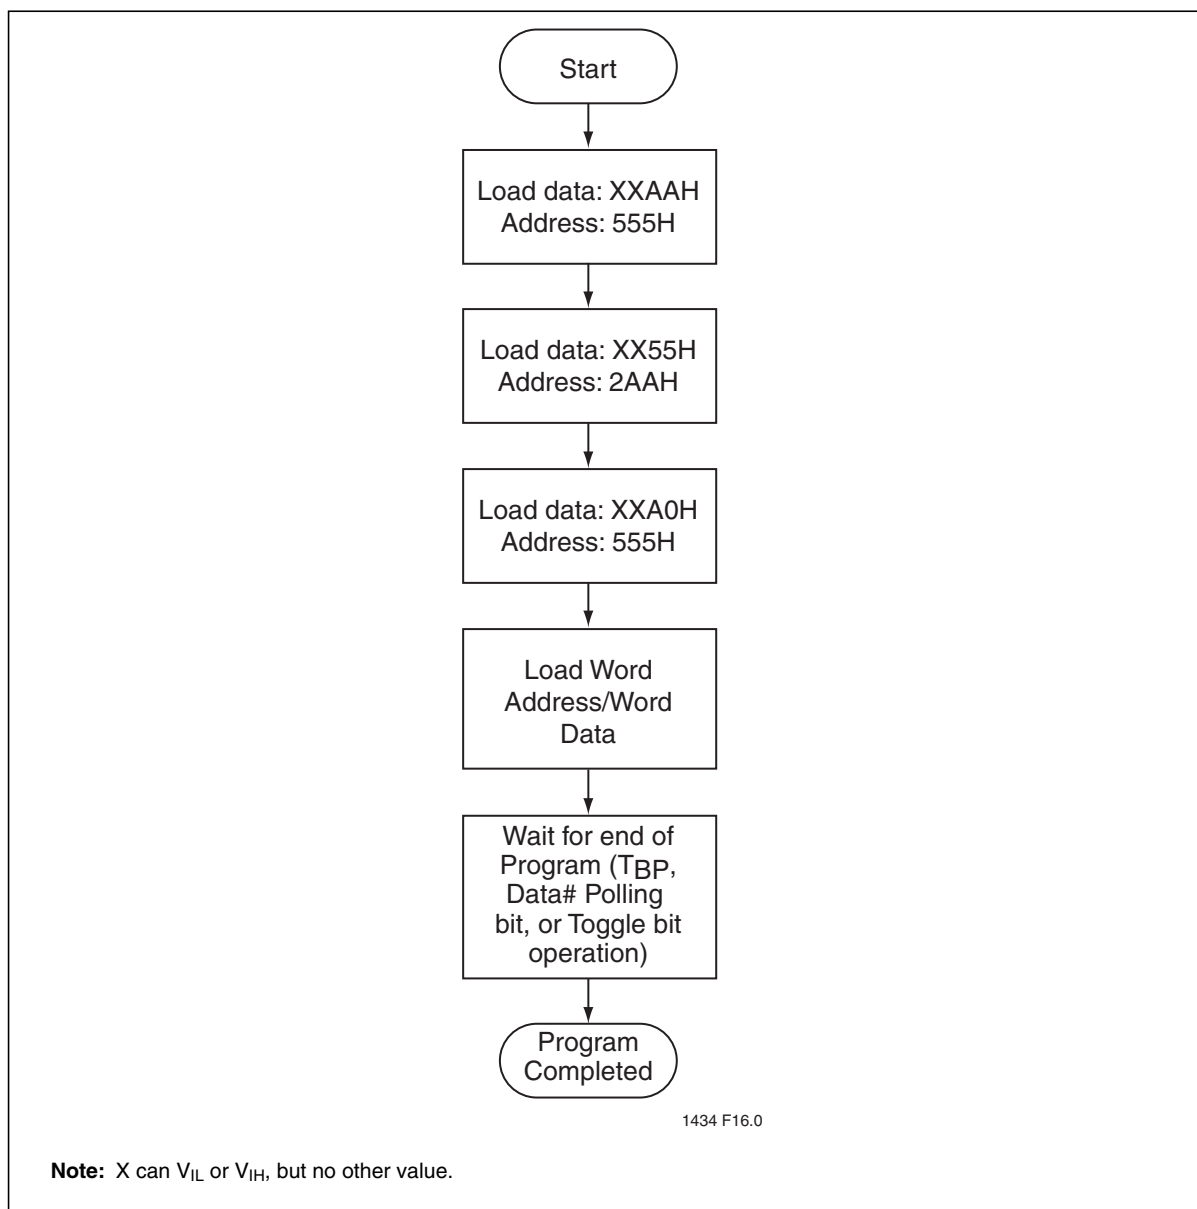 Start
Load data: XXAAH
Address: 555H
Load data: XX55H
Address: 2AAH
Load data: XXA0H
Address: 555H
Load Word
Address/Word
Data
Wait for end of
Program (TBP,
Data# Polling
bit, or Toggle bit
operation)
Program
Completed
1434 F16.0
Note: X can VIL or VIH, but no other value.